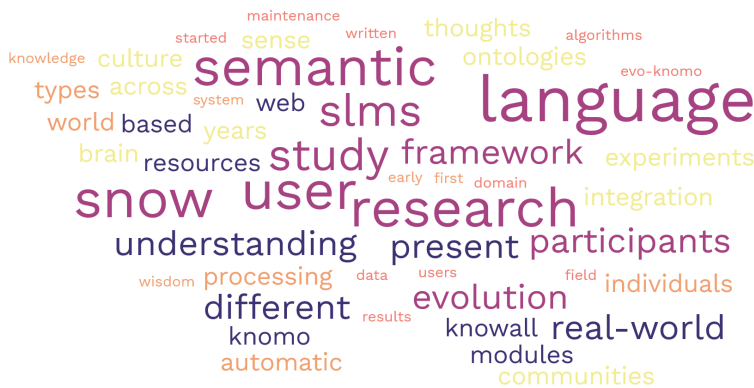 maintenance
started sense written thoughts algorithms
knowledge culture semantic ontologies
types across system web slms evo-knomo language
world based years
brain resources study framework experiments
snow user early first domain integration
research
understanding present participants
wisdom processing data users field individuals
different results evolution
knomo knowall real-world
automatic modules
communities